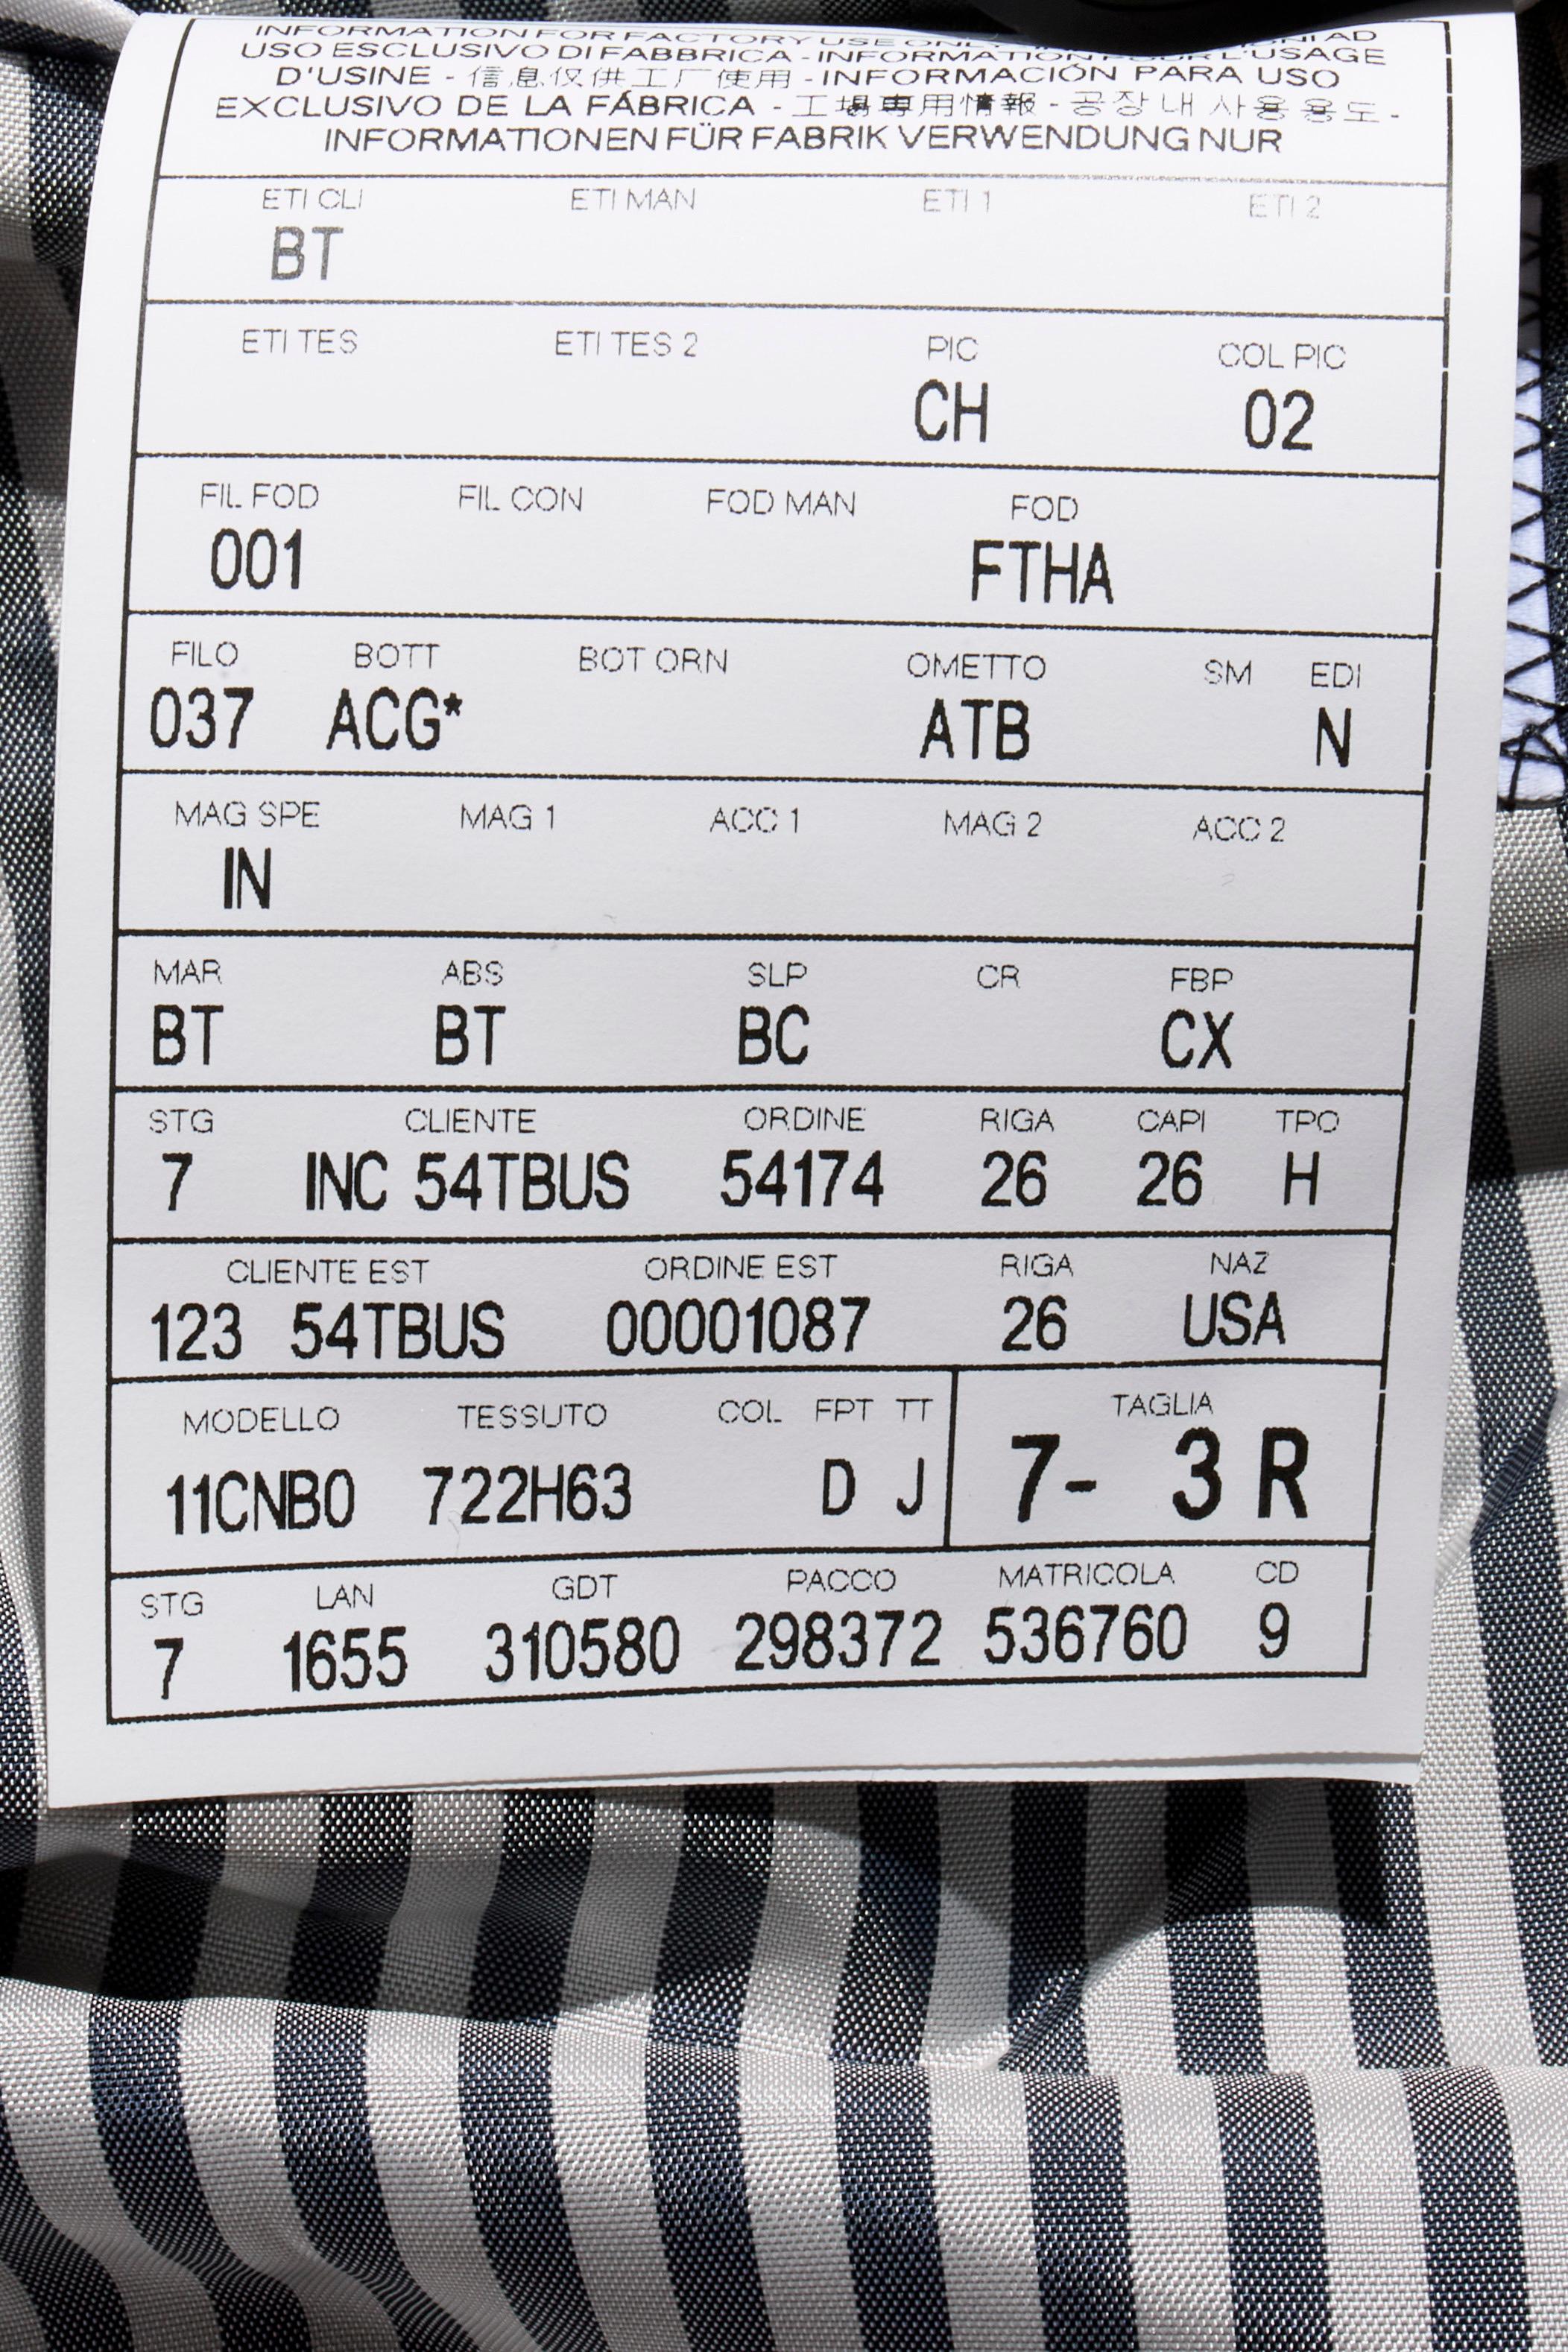 INFORMATION FOR FACTORY USE ONLY AD
USO ESCLUSIVO DI FABBRICA - INFORMATION POUR L'USAGE
D'USINE - 信息仅供工厂使用 - INFORMACIÓN PARA USO
EXCLUSIVO DE LA FÁBRICA - 工場専用情報 - 공장 내 사용 용도 -
INFORMATIONEN FÜR FABRIK VERWENDUNG NUR
ETI CLI ETI MAN ETI 1 ETI 2
BT
ETI TES ETI TES 2 PIC COL PIC
CH 02
FIL FOD FIL CON FOD MAN FOD
001 FTHA
FILO BOTT BOT ORN OMETTO SM EDI
037 ACG* ATB N
MAG SPE MAG 1 ACC 1 MAG 2 ACC 2
IN
MAR ABS SLP CR FBP
BT BT BC CX
STG CLIENTE ORDINE RIGA CAPI TPO
7 INC 54TBUS 54174 26 26 H
CLIENTE EST ORDINE EST RIGA NAZ
123 54TBUS 00001087 26 USA
MODELLO TESSUTO COL FPT TT TAGLIA
11CNB0 722H63 D J 7- 3 R
STG LAN GDT PACCO MATRICOLA CD
7 1655 310580 298372 536760 9